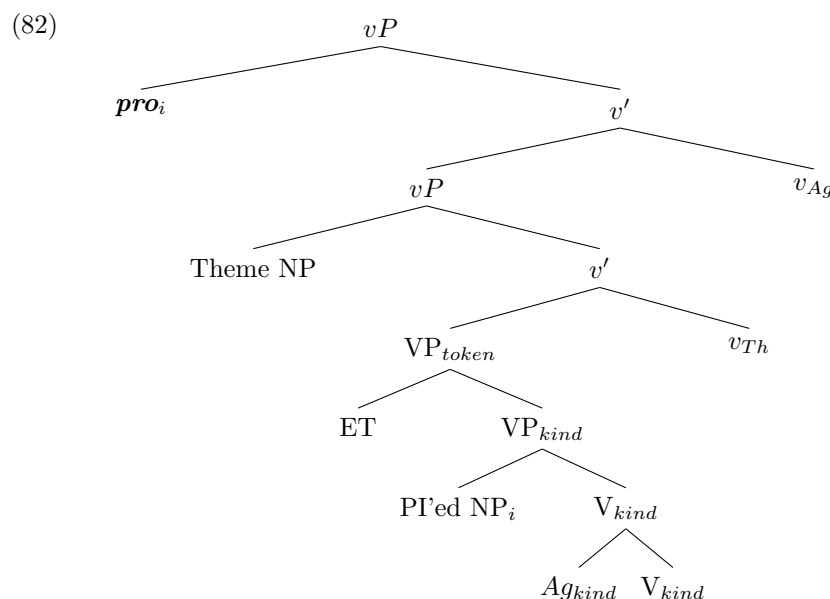 (82)
vP
pro_i
v′
vP
v_Ag
Theme NP
v′
VP_token
v_Th
ET
VP_kind
PI'ed NP_i
V_kind
Ag_kind V_kind